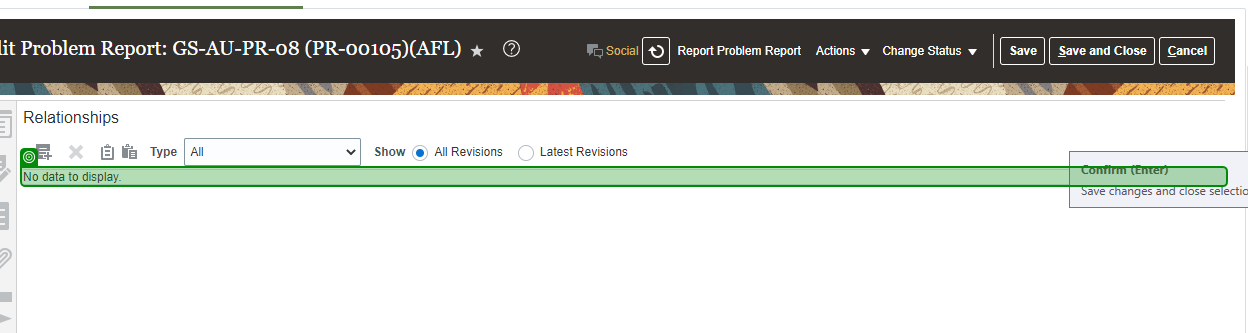 lit Problem Report: GS-AU-PR-08 (PR-00105)(AFL)
Social
Report Problem Report
Actions
Change Status
Save
Save and Close
Cancel
Relationships
Type
All
Show
All Revisions
Latest Revisions
No data to display.
Confirm (Enter)
Save changes and close selectio